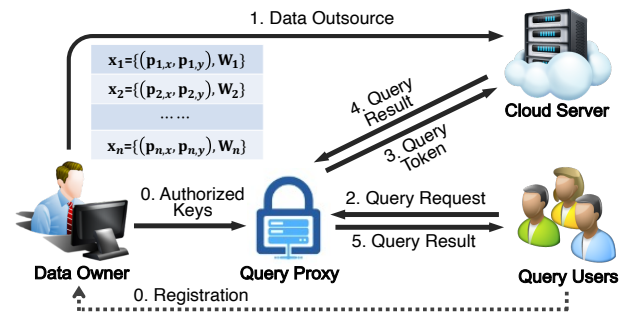 1. Data Outsource
x₁={(p₁,ₓ, p₁,ᵧ), W₁}
x₂={(p₂,ₓ, p₂,ᵧ), W₂}
... ...
xₙ={(pₙ,ₓ, pₙ,ᵧ), Wₙ}
Cloud Server
4. Query
Result
3. Query
Token
0. Authorized
Keys
2. Query Request
5. Query Result
Data Owner
Query Proxy
Query Users
0. Registration